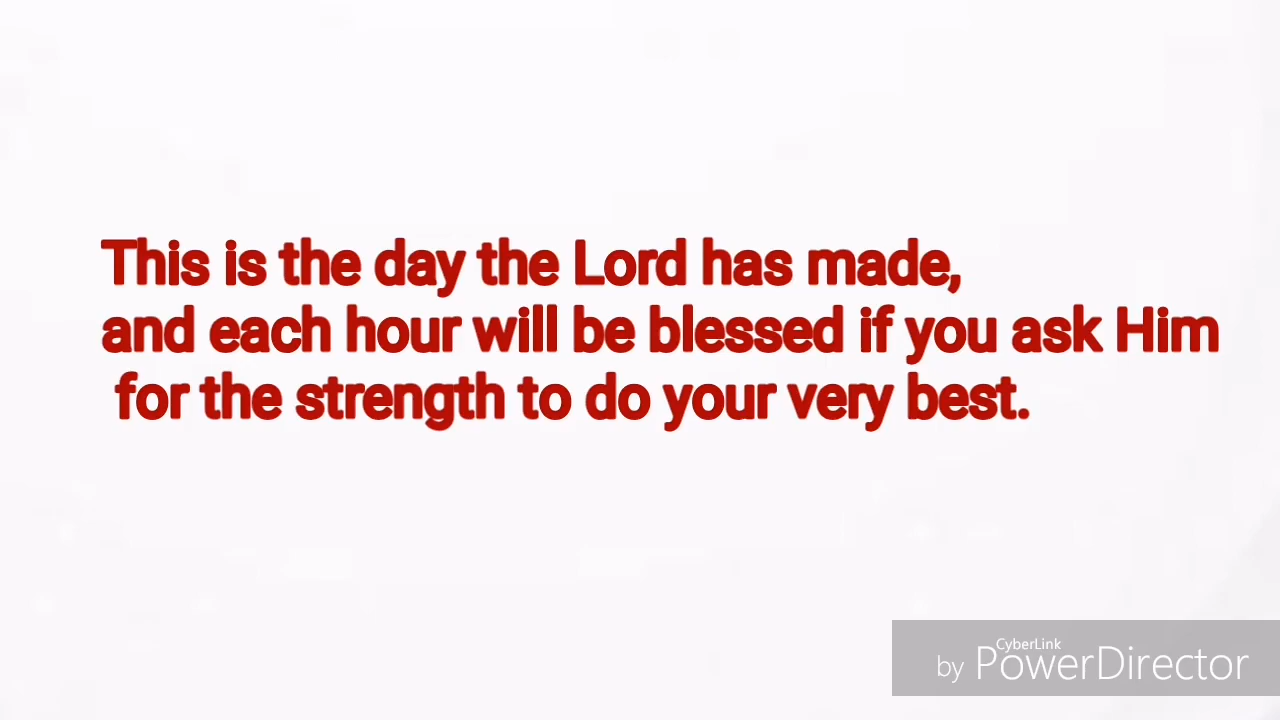 This is the day the Lord has made,
and each hour will be blessed if you ask Him
for the strength to do your very best.
CyberLink
by PowerDirector